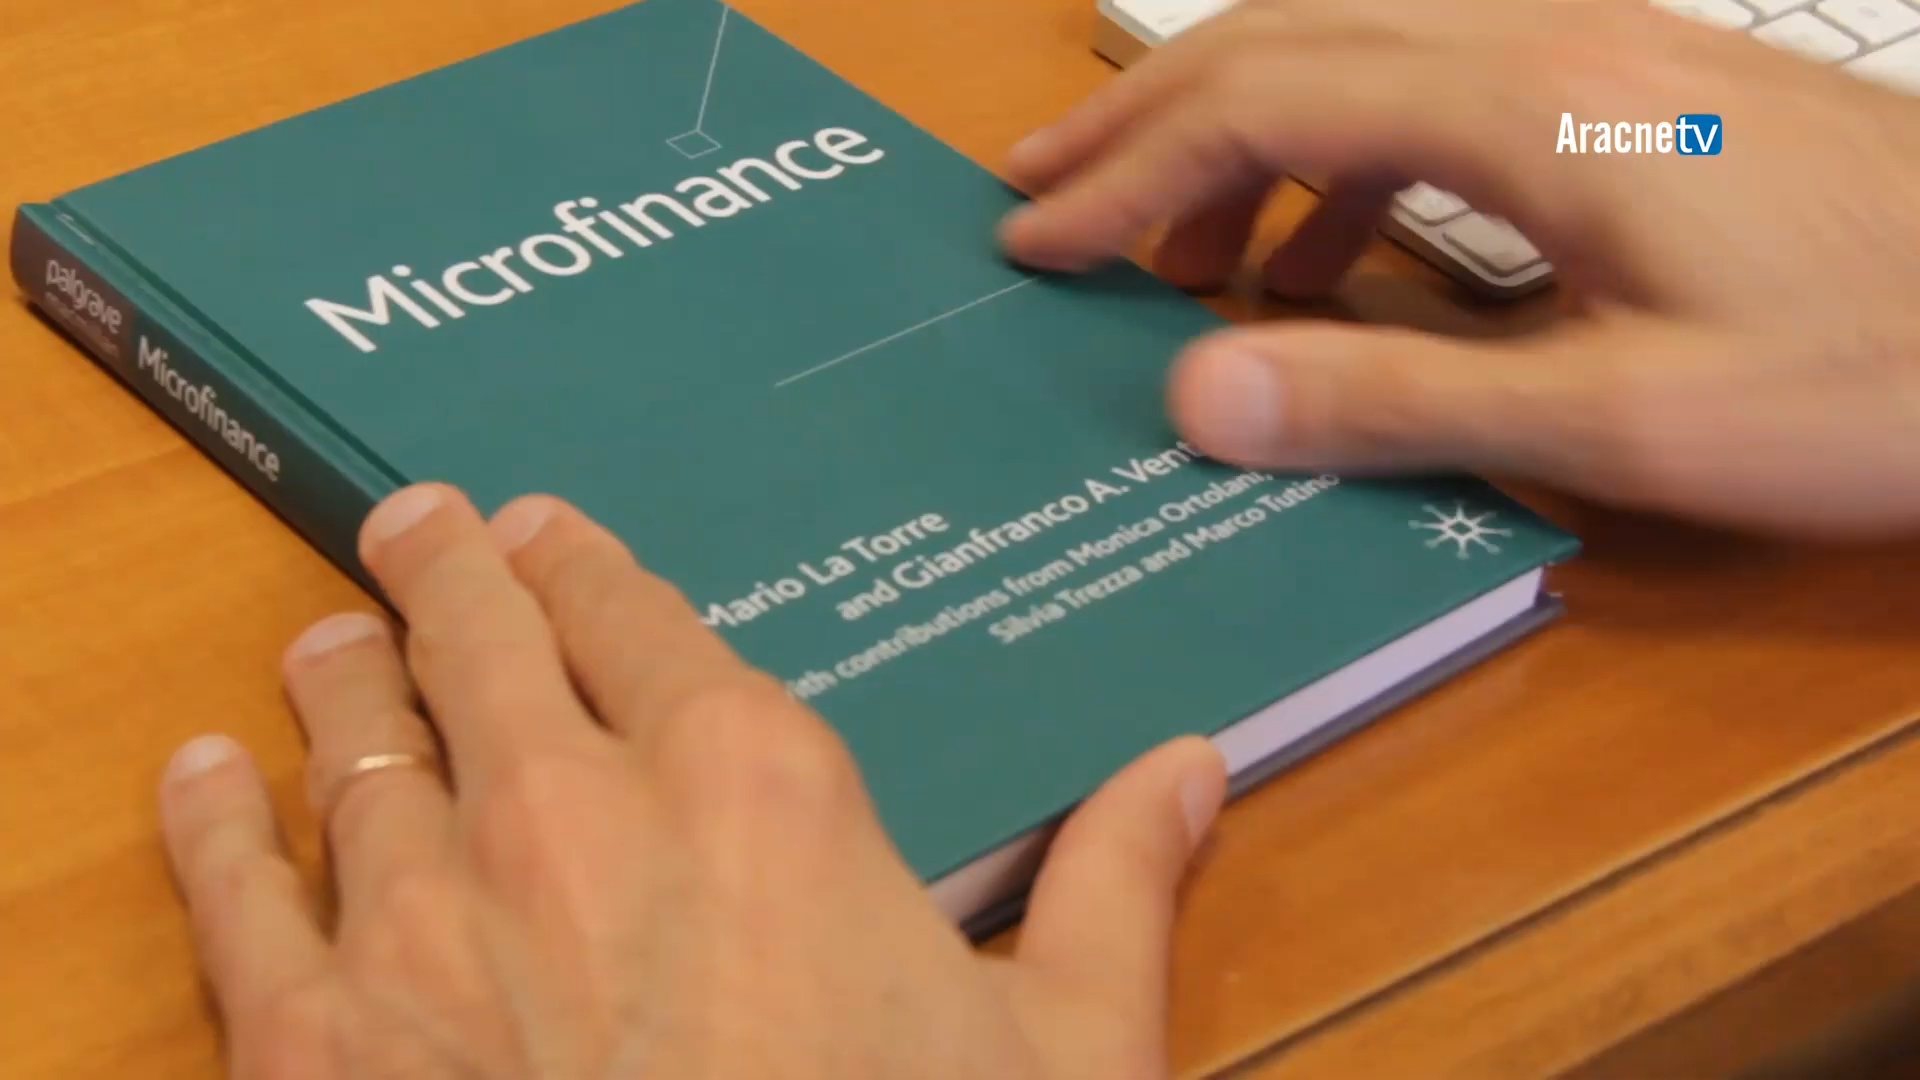 Aracnetv
Microfinance
Mario La Torre
and Gianfranco A. Vent
with contributions from Monica Ortolani,
Silvia Trezza and Marco Tutino
palgrave
macmillan
Microfinance